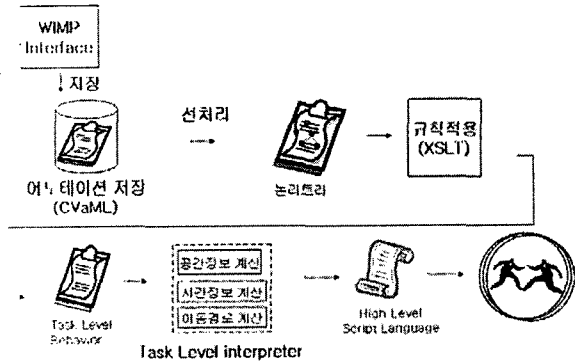 WIMP
Interface
저장
선처리
규칙적용
(XSLT)
어노테이션 저장
(CVaML)
논리트리
공간정보 계산
시간정보 계산
이동경로 계산
Task Level
Behavior
High Level
Script Language
Task Level interpreter